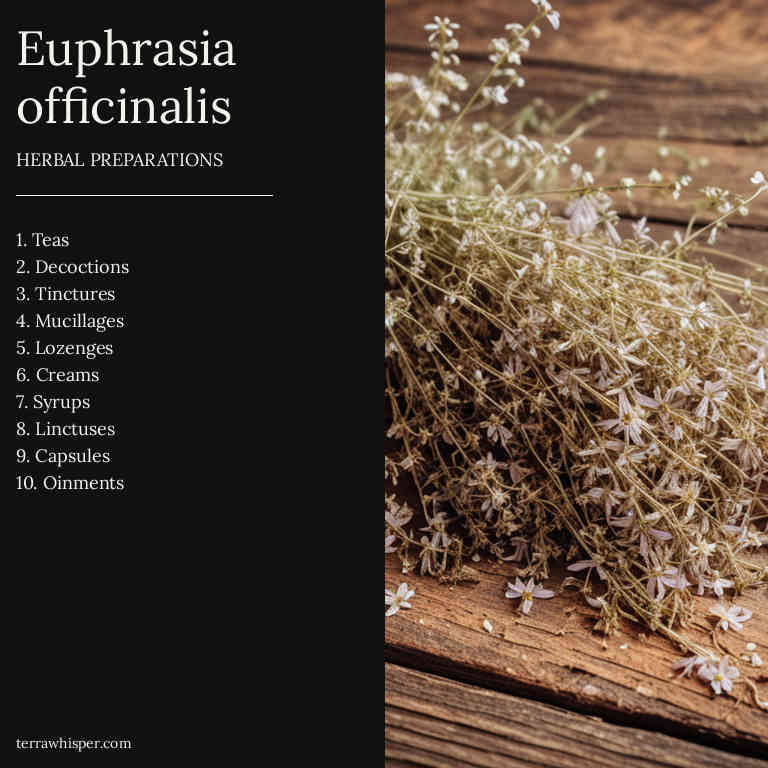 Euphrasia
officinalis
HERBAL PREPARATIONS
1. Teas
2. Decoctions
3. Tinctures
4. Mucillages
5. Lozenges
6. Creams
7. Syrups
8. Linctuses
9. Capsules
10. Oinments
terrawhisper.com